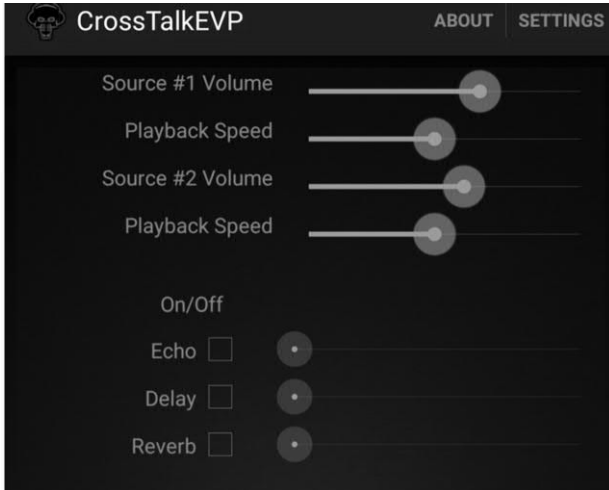 CrossTalkEVP ABOUT SETTINGS
Source #1 Volume
Playback Speed
Source #2 Volume
Playback Speed
On/Off
Echo
Delay
Reverb